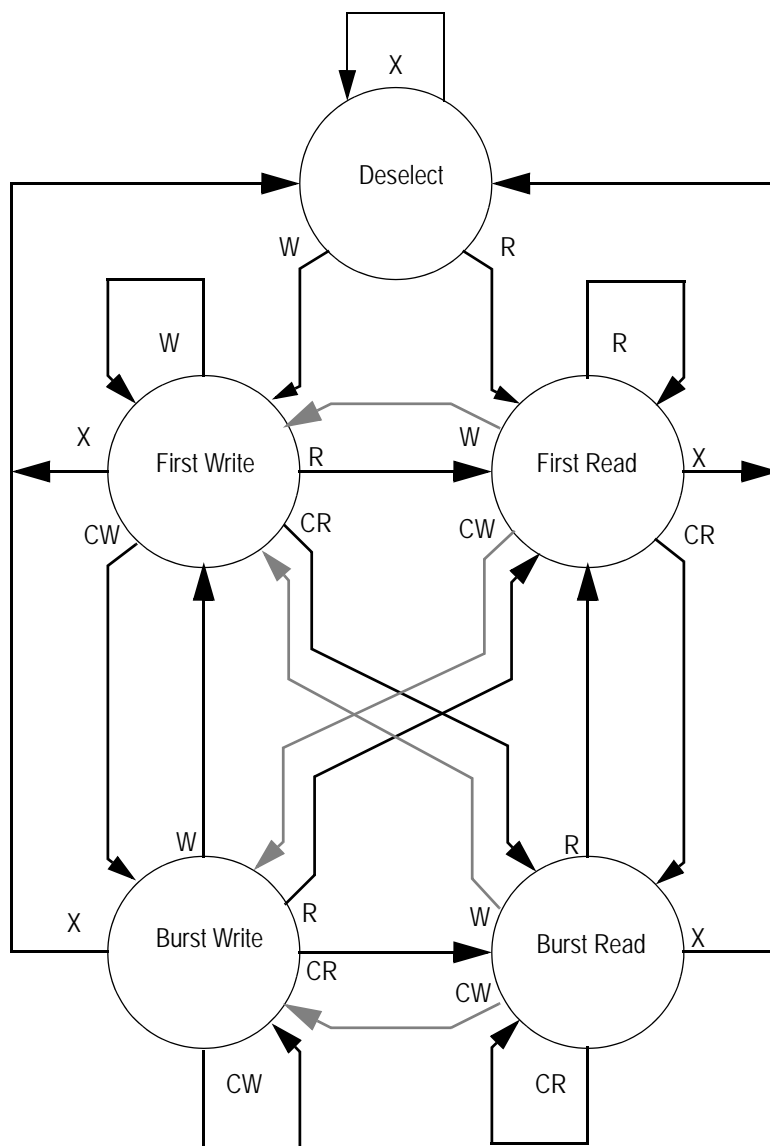 X
Deselect
W
R
W
R
X
W
First Write
R
First Read
X
CW
CR
CW
CR
W
R
X
R
W
Burst Write
Burst Read
X
CR
CW
CW
CR